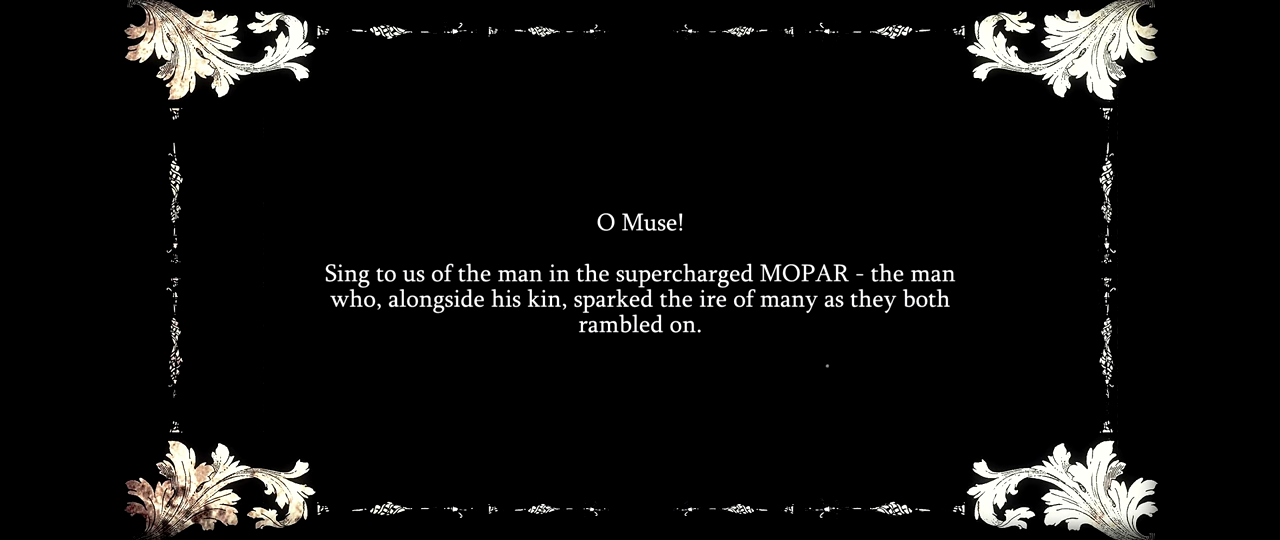 O Muse!
Sing to us of the man in the supercharged MOPAR - the man
who, alongside his kin, sparked the ire of many as they both
rambled on.